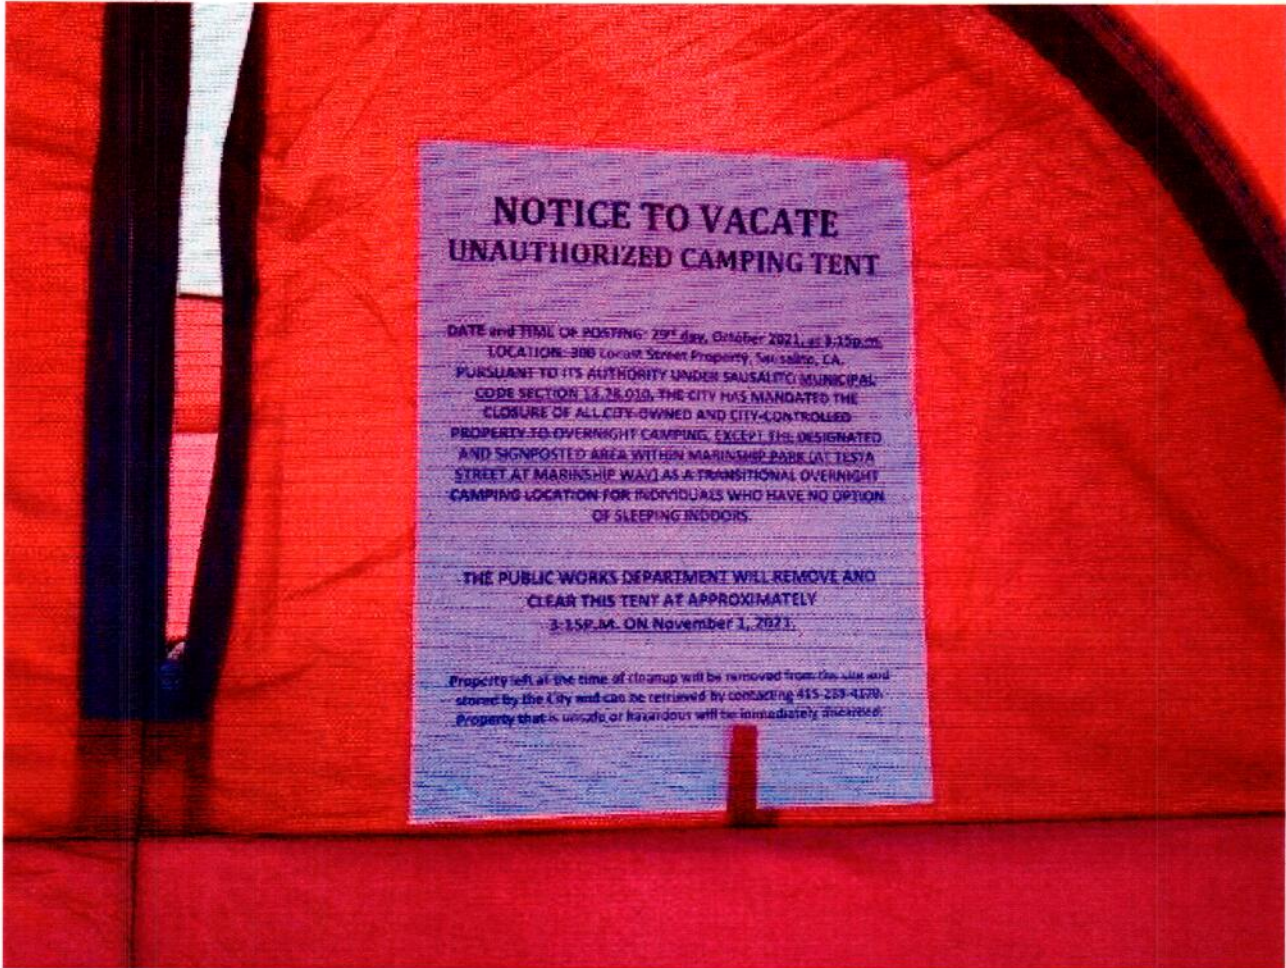 NOTICE TO VACATE
UNAUTHORIZED CAMPING TENT
DATE and TIME OF POSTING: 29th day, October 2021, at 3:15p.m.
LOCATION: 300 Locust Street Property, Sausalito, CA.
PURSUANT TO ITS AUTHORITY UNDER SAUSALITO MUNICIPAL
CODE SECTION THE CITY HAS MANDATED THE
CLOSURE OF ALL CITY-OWNED AND CITY-CONTROLLED
PROPERTY TO OVERNIGHT CAMPING, EXCEPT THE DESIGNATED
AND SIGNPOSTED AREA WITHIN MARINSHIP PARK (AT TESTA
STREET AT MARINSHIP WAY) AS A TRANSITIONAL OVERNIGHT
CAMPING LOCATION FOR INDIVIDUALS WHO HAVE NO OPTION
OF SLEEPING INDOORS.
THE PUBLIC WORKS DEPARTMENT WILL REMOVE AND
CLEAR THIS TENT AT APPROXIMATELY
3:15P.M. ON November 1, 2021.
Property left at the time of cleanup will be removed from the site and
stored by the City and can be retrieved by contacting
Property that is unsafe or hazardous will be immediately discarded.